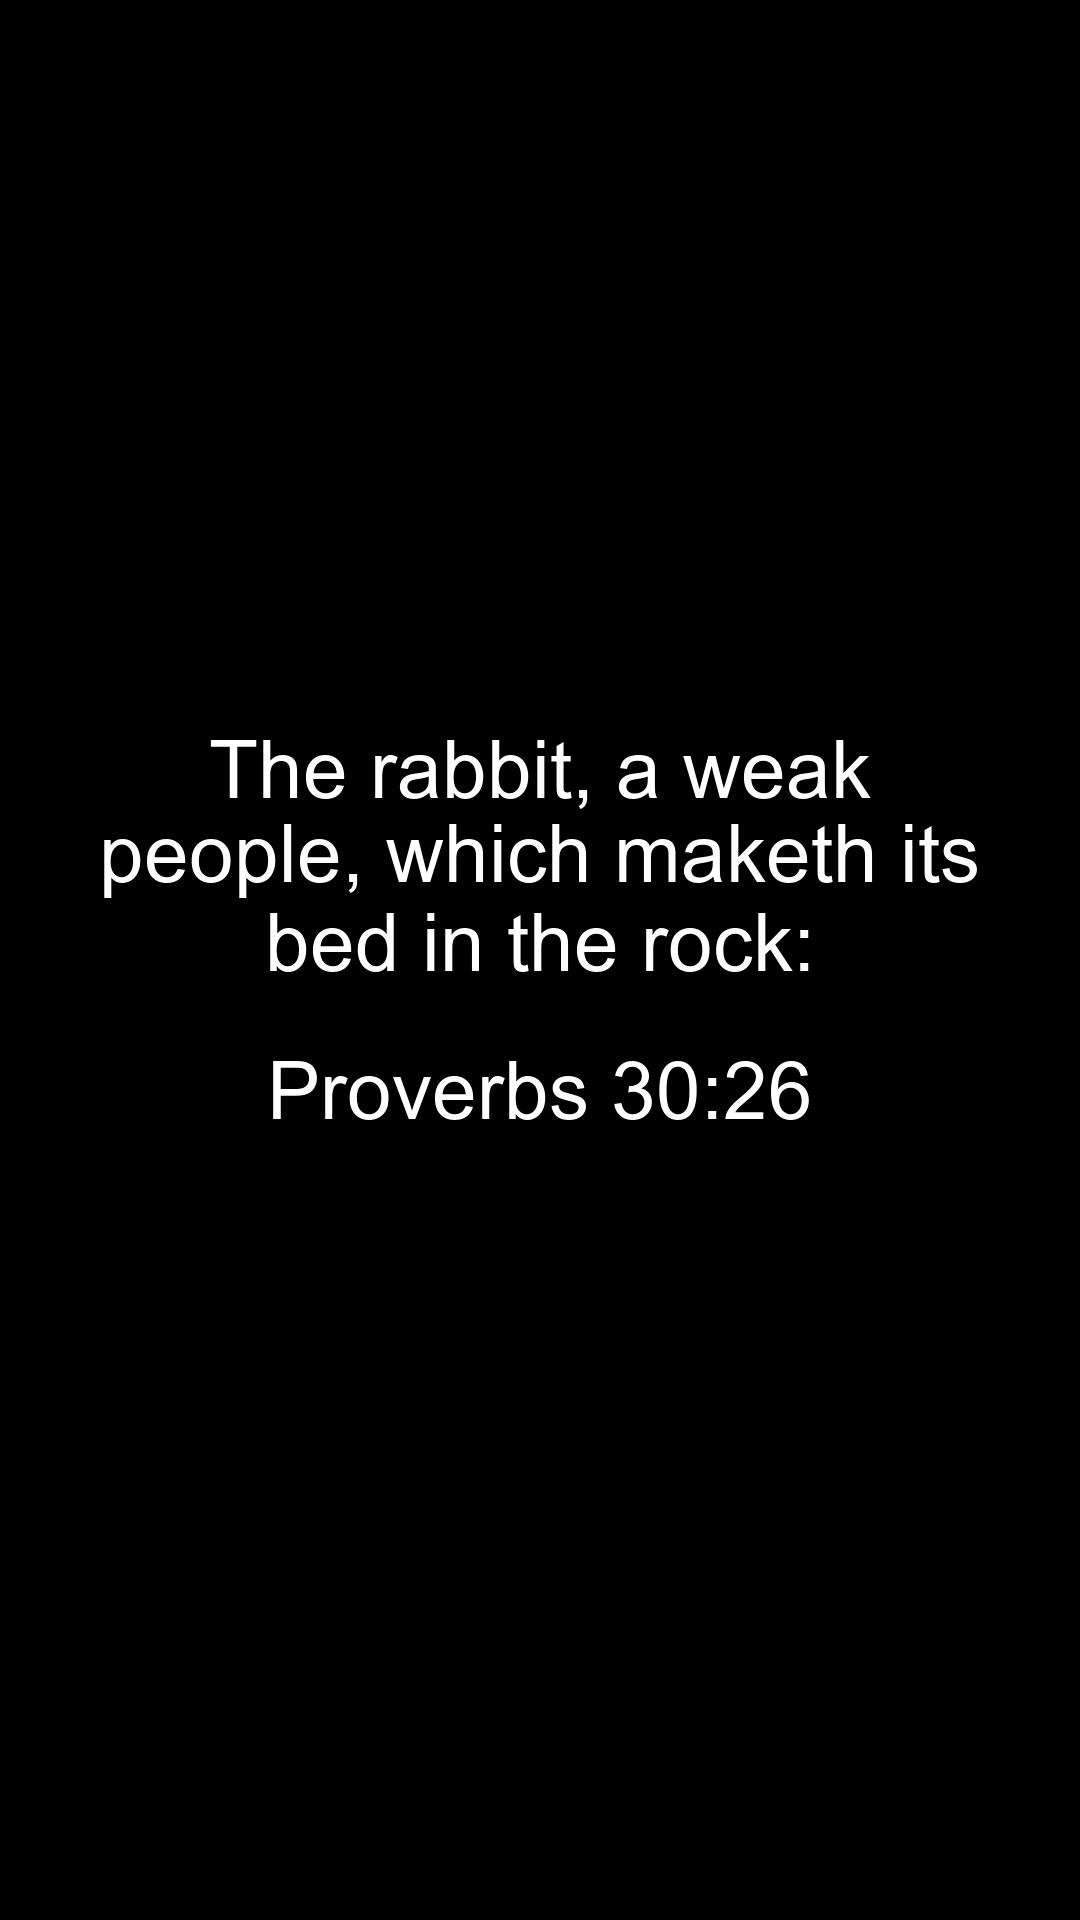 The rabbit, a weak
people, which maketh its
bed in the rock:
Proverbs 30:26